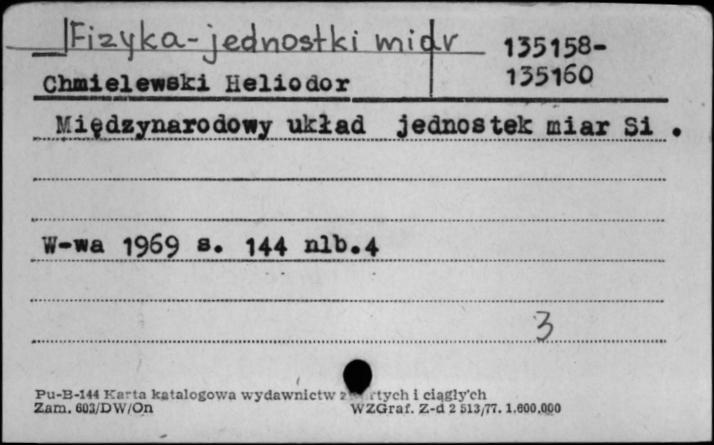 Fizyka-jednostki miar
135158-
135160
Chmielewski Heliodor
Międzynarodowy układ jednostek miar Si .
W-wa 1969 s. 144 nlb.4
3
Pu-B-144 Karta katalogowa wydawnictw i ciągłych
Zam. 603/DW/On WZGraf. Z-d 2 513/77. 1.600.000